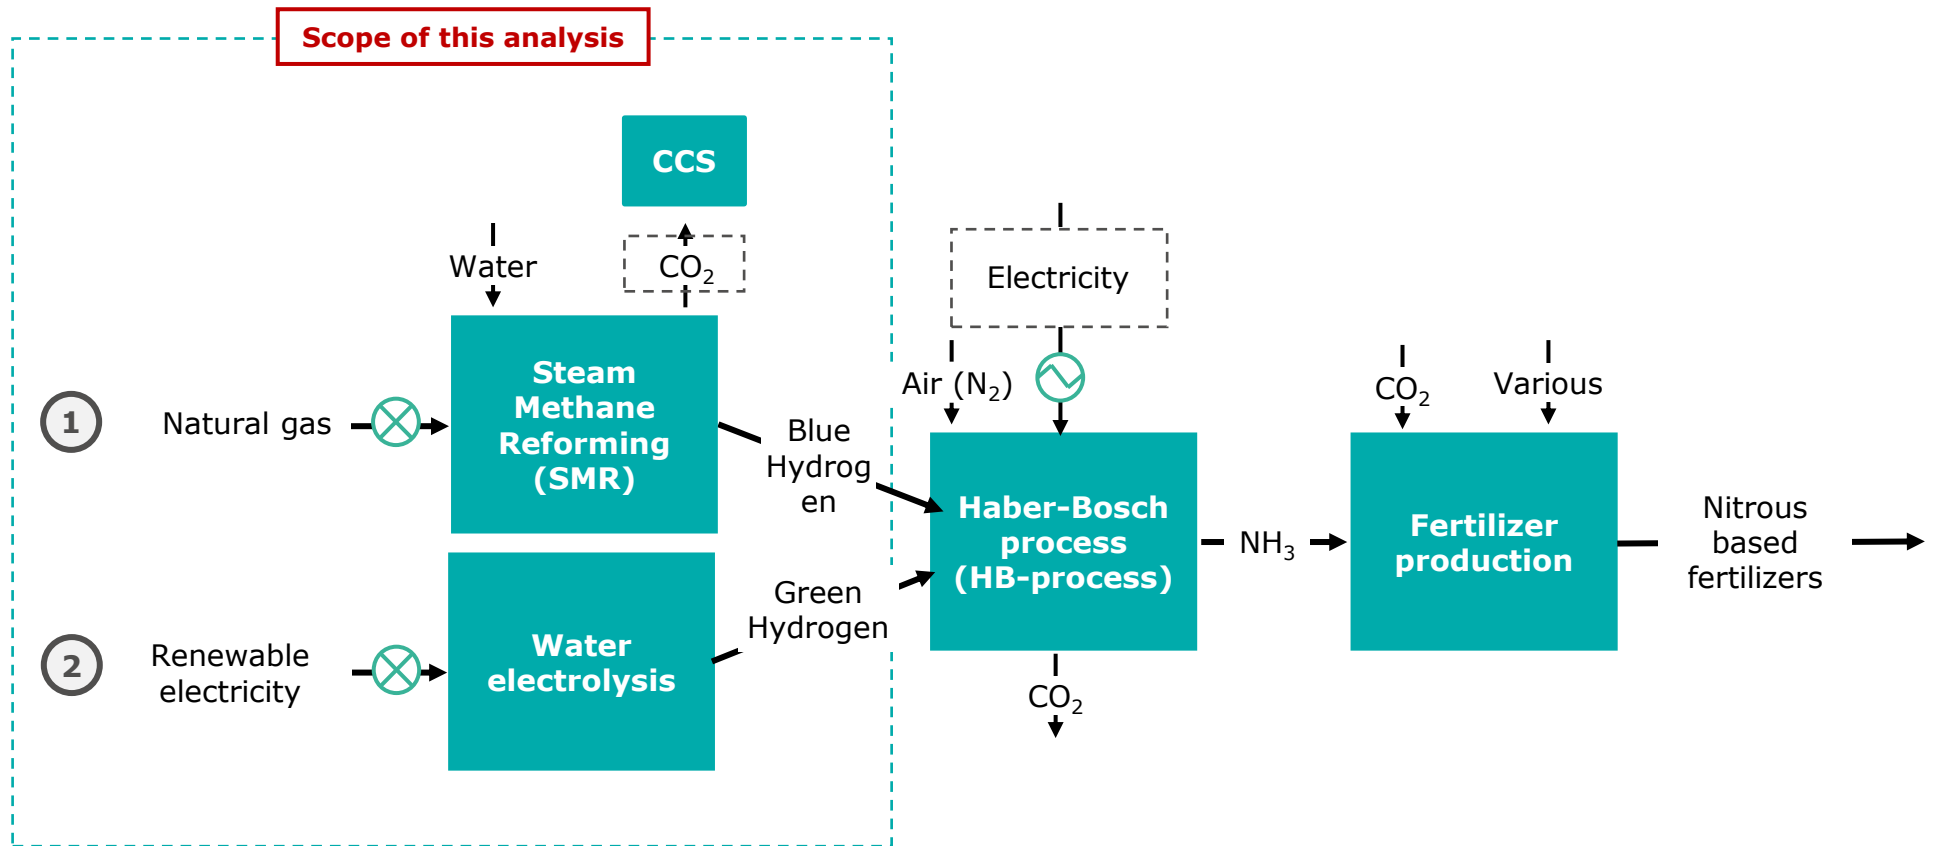 Scope of this analysis
CCS
Water
CO₂
Electricity
Steam
Methane
Reforming
(SMR)
1
Natural gas
Blue
Hydrog
en
Air (N₂)
CO₂
Various
Haber-Bosch
process
(HB-process)
NH₃
Fertilizer
production
Nitrous
based
fertilizers
Green
Hydrogen
2
Renewable
electricity
Water
electrolysis
CO₂